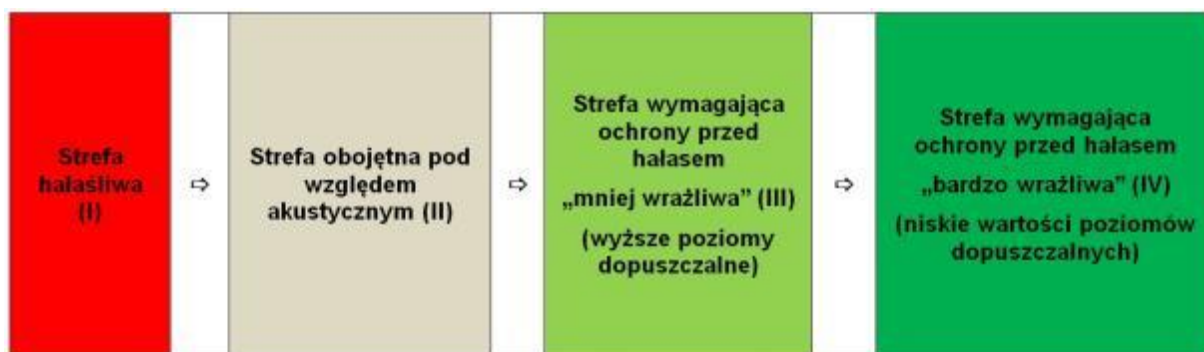 Strefa
hałaśliwa
(I)
⇨
Strefa obojętna pod
względem
akustycznym (II)
⇨
Strefa wymagająca
ochrony przed
hałasem
„mniej wrażliwa” (III)
(wyższe poziomy
dopuszczalne)
⇨
Strefa wymagająca
ochrony przed hałasem
„bardzo wrażliwa” (IV)
(niskie wartości poziomów
dopuszczalnych)